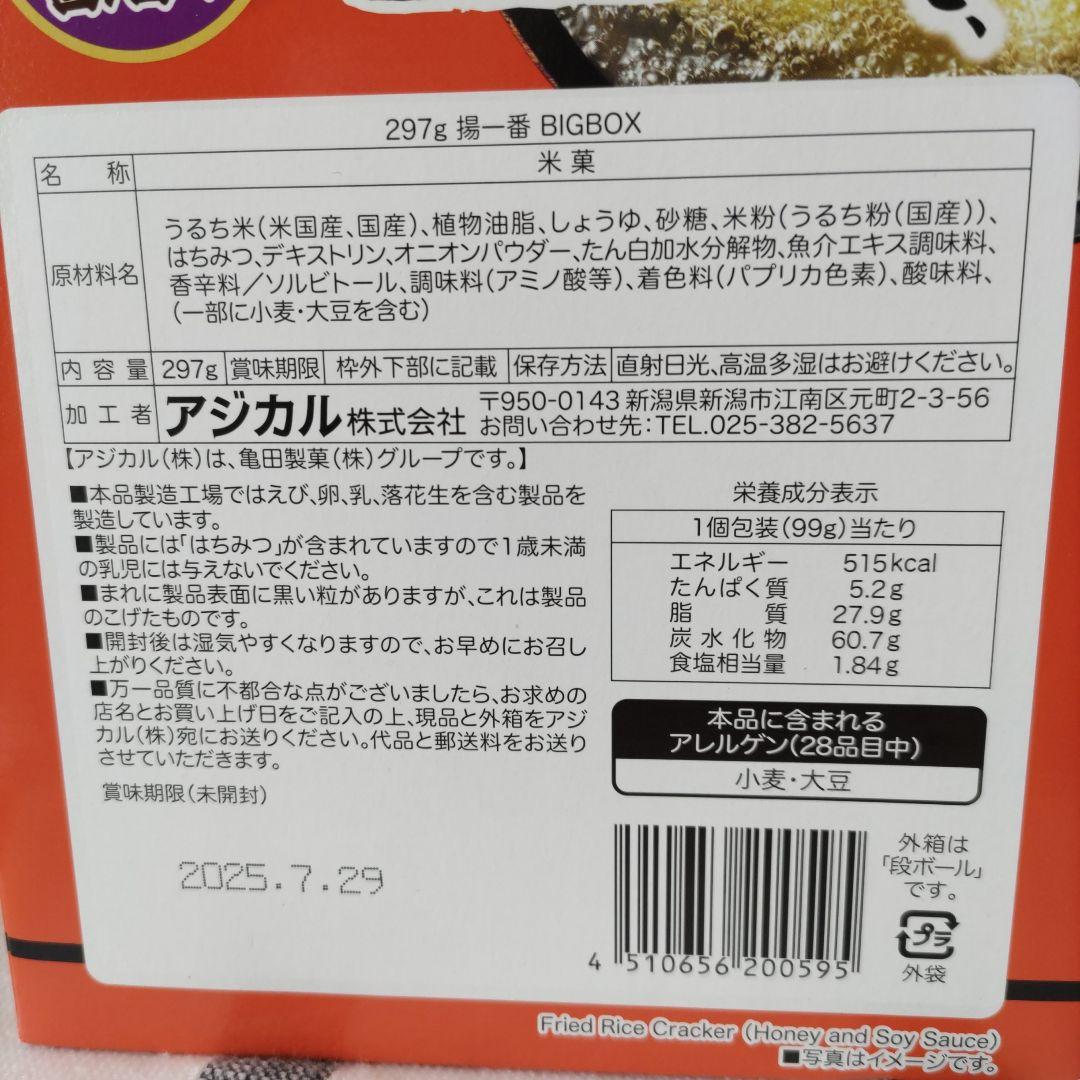 297g 揚一番 BIGBOX
名 称 米菓
原材料名 うるち米(米国産、国産)、植物油脂、しょうゆ、砂糖、米粉(うるち粉(国産))、
はちみつ、デキストリン、オニオンパウダー、たん白加水分解物、魚介エキス調味料、
香辛料／ソルビトール、調味料(アミノ酸等)、着色料(パプリカ色素)、酸味料、
(一部に小麦・大豆を含む)
内容量 297g 賞味期限 枠外下部に記載 保存方法 直射日光、高温多湿はお避けください。
加工者 アジカル株式会社 〒950-0143 新潟県新潟市江南区元町2-3-56
お問い合わせ先：TEL.025-382-5637
【アジカル(株)は、亀田製菓(株)グループです。】
■本品製造工場ではえび、卵、乳、落花生を含む製品を
製造しています。
■製品には「はちみつ」が含まれていますので1歳未満
の乳児には与えないでください。
■まれに製品表面に黒い粒がありますが、これは製品
のこげたものです。
■開封後は湿気やすくなりますので、お早めにお召し
上がりください。
■万一品質に不都合な点がございましたら、お求めの
店名とお買い上げ日をご記入の上、現品と外箱をアジ
カル(株)宛にお送りください。代品と郵送料をお送り
させていただきます。
賞味期限(未開封)
2025.7.29
栄養成分表示
1個包装(99g)当たり
エネルギー 515kcal
たんぱく質 5.2g
脂質 27.9g
炭水化物 60.7g
食塩相当量 1.84g
本品に含まれる
アレルゲン(28品目中)
小麦・大豆
4 510656 200595
外箱は
「段ボール」
です。
プラ
外袋
Fried Rice Cracker (Honey and Soy Sauce)
■写真はイメージです。